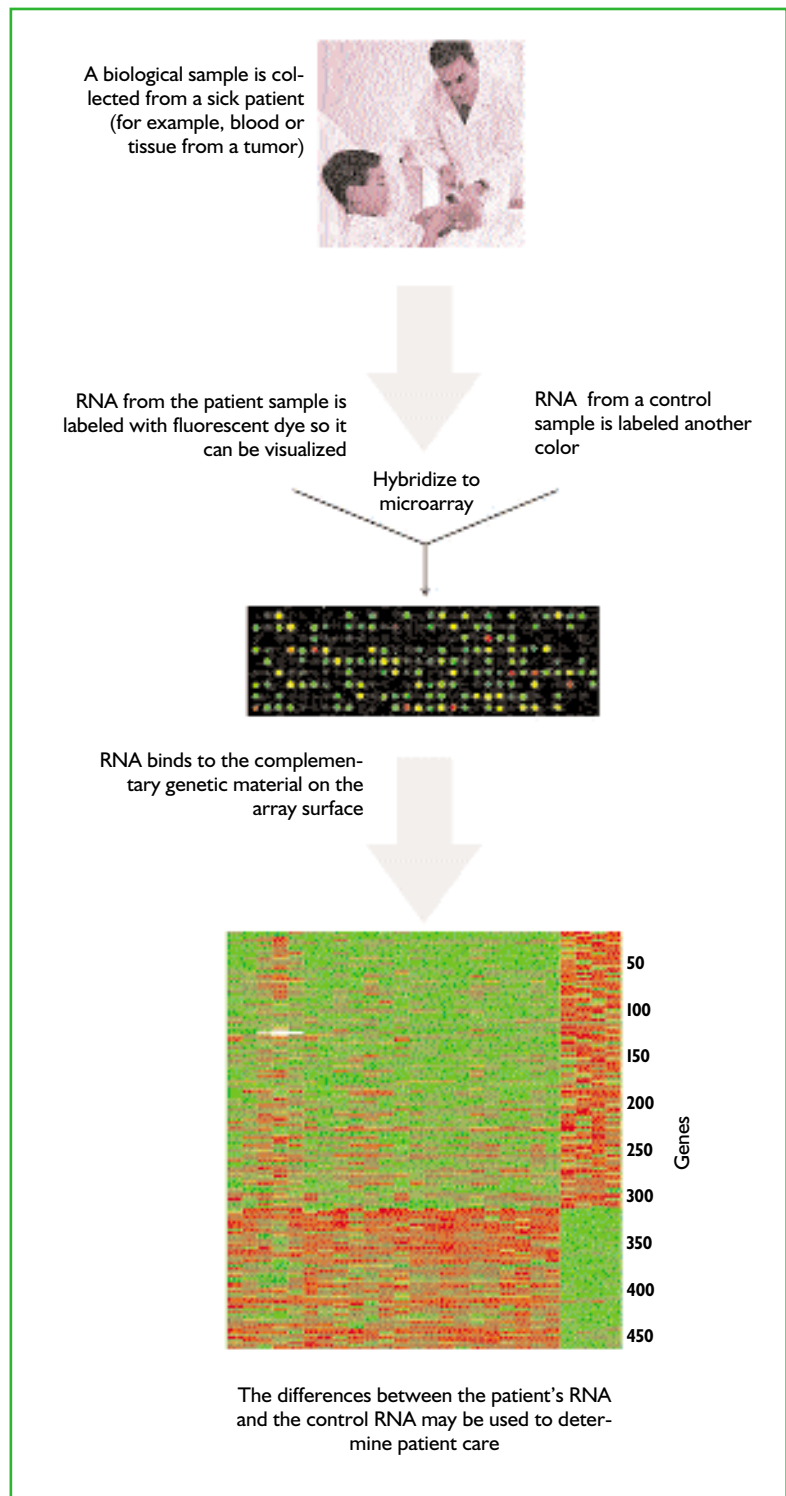 A biological sample is col-
lected from a sick patient
(for example, blood or
tissue from a tumor)
RNA from the patient sample is
labeled with fluorescent dye so it
can be visualized
RNA from a control
sample is labeled another
color
Hybridize to
microarray
RNA binds to the complemen-
tary genetic material on the
array surface
50
100
150
200
250
300
350
400
450
Genes
The differences between the patient's RNA
and the control RNA may be used to deter-
mine patient care